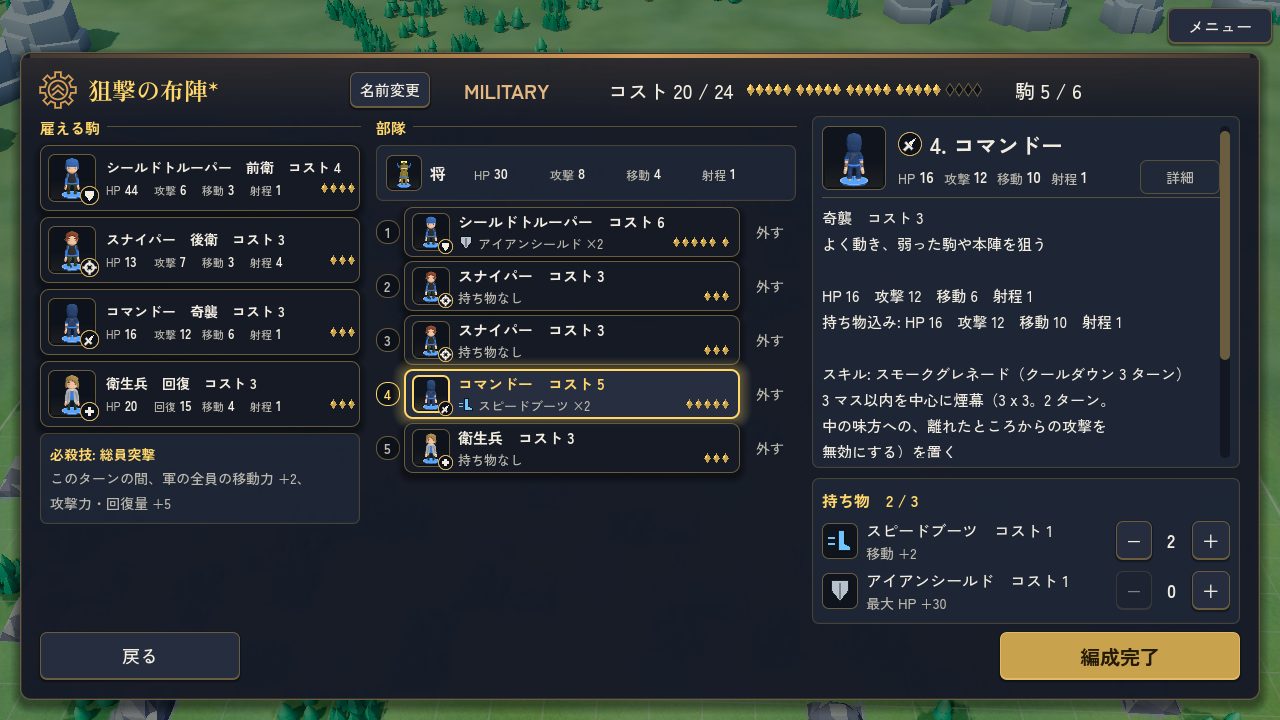 メニュー
狙撃の布陣*
名前変更
MILITARY
コスト 20 / 24
駒 5 / 6
雇える駒
シールドトルーパー 前衛 コスト 4
HP 44 攻撃 6 移動 3 射程 1
スナイパー 後衛 コスト 3
HP 13 攻撃 7 移動 3 射程 4
コマンドー 奇襲 コスト 3
HP 16 攻撃 12 移動 6 射程 1
衛生兵 回復 コスト 3
HP 20 回復 15 移動 4 射程 1
必殺技: 総員突撃
このターンの間、軍の全員の移動力 +2、
攻撃力・回復量 +5
部隊
将 HP 30 攻撃 8 移動 4 射程 1
1 シールドトルーパー コスト 6
アイアンシールド ×2
外す
2 スナイパー コスト 3
持ち物なし
外す
3 スナイパー コスト 3
持ち物なし
外す
4 コマンドー コスト 5
スピードブーツ ×2
外す
5 衛生兵 コスト 3
持ち物なし
外す
4. コマンドー
HP 16 攻撃 12 移動 10 射程 1
詳細
奇襲 コスト 3
よく動き、弱った駒や本陣を狙う
HP 16 攻撃 12 移動 6 射程 1
持ち物込み: HP 16 攻撃 12 移動 10 射程 1
スキル: スモークグレネード（クールダウン 3 ターン）
3 マス以内を中心に煙幕（3 x 3。2 ターン。
中の味方への、離れたところからの攻撃を
無効にする）を置く
持ち物 2 / 3
スピードブーツ コスト 1
移動 +2
− 2 +
アイアンシールド コスト 1
最大 HP +30
− 0 +
戻る
編成完了